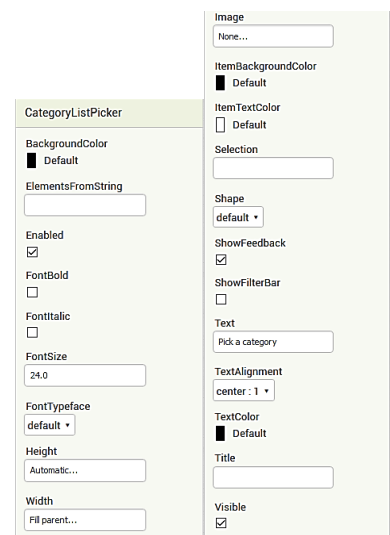 CategoryListPicker
BackgroundColor
Default
ElementsFromString
Enabled
FontBold
FontItalic
FontSize
24.0
FontTypeface
default
Height
Automatic...
Width
Fill parent...
Image
None...
ItemBackgroundColor
Default
ItemTextColor
Default
Selection
Shape
default
ShowFeedback
ShowFilterBar
Text
Pick a category
TextAlignment
center : 1
TextColor
Default
Title
Visible